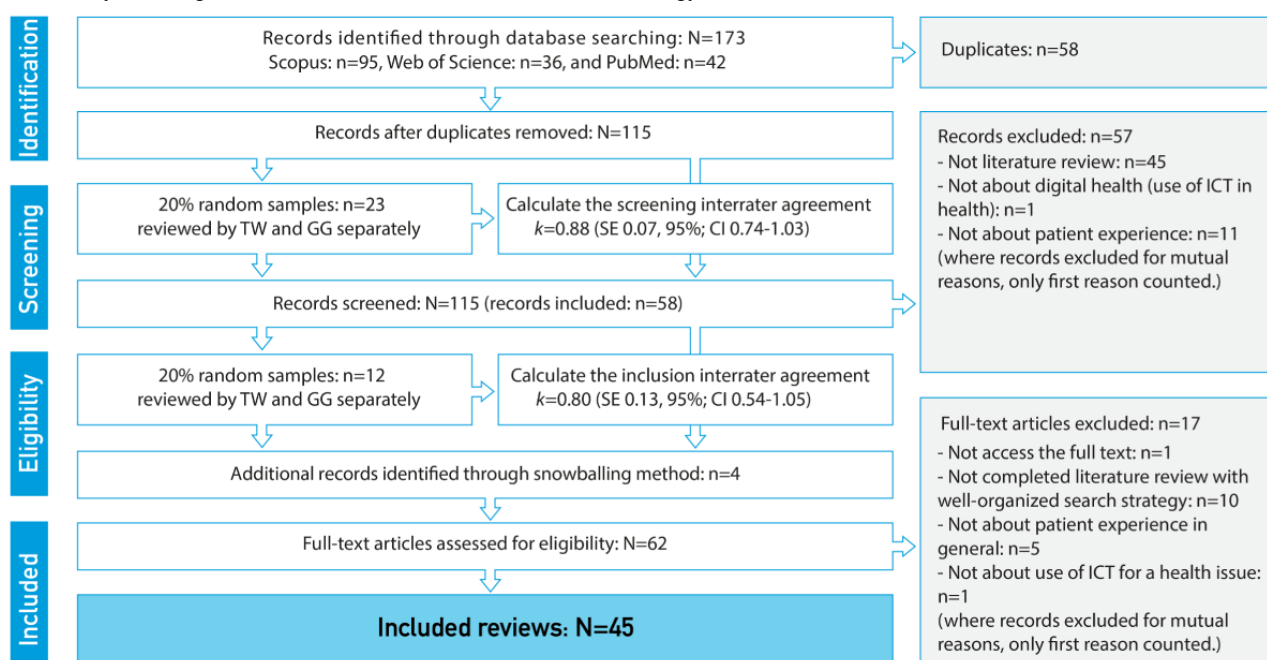 Identification
Records identified through database searching: N=173
Scopus: n=95, Web of Science: n=36, and PubMed: n=42
Duplicates: n=58
Records after duplicates removed: N=115
Records excluded: n=57
- Not literature review: n=45
- Not about digital health (use of ICT in
health): n=1
- Not about patient experience: n=11
(where records excluded for mutual
reasons, only first reason counted.)
Screening
20% random samples: n=23
reviewed by TW and GG separately
Calculate the screening interrater agreement
k=0.88 (SE 0.07, 95%; CI 0.74-1.03)
Records screened: N=115 (records included: n=58)
Eligibility
20% random samples: n=12
reviewed by TW and GG separately
Calculate the inclusion interrater agreement
k=0.80 (SE 0.13, 95%; CI 0.54-1.05)
Additional records identified through snowballing method: n=4
Full-text articles excluded: n=17
- Not access the full text: n=1
- Not completed literature review with
well-organized search strategy: n=10
- Not about patient experience in
general: n=5
- Not about use of ICT for a health issue:
n=1
(where records excluded for mutual
reasons, only first reason counted.)
Included
Full-text articles assessed for eligibility: N=62
Included reviews: N=45